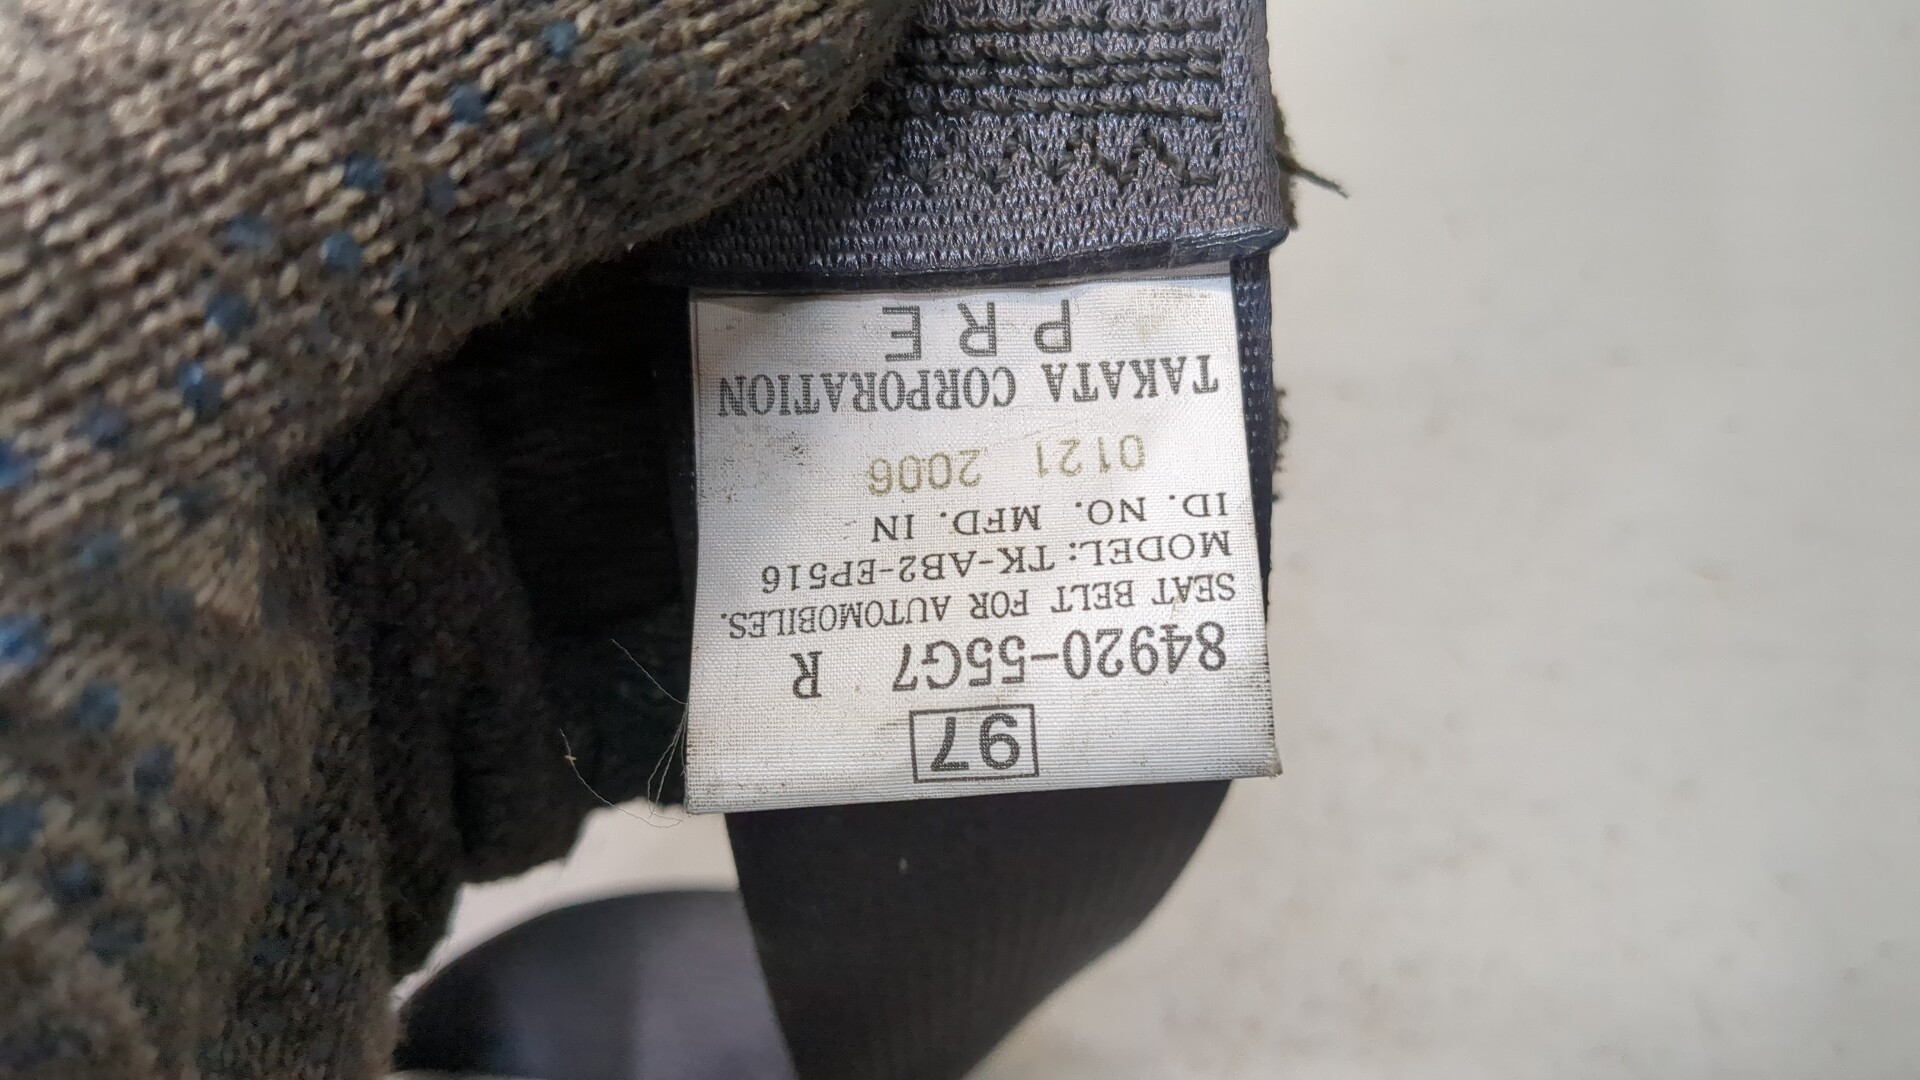 97
84920-55G7 R
SEAT BELT FOR AUTOMOBILES.
MODEL: TK-AB2-EP516
ID. NO. MFD. IN
0121 2006
TAKATA CORPORATION
PRE